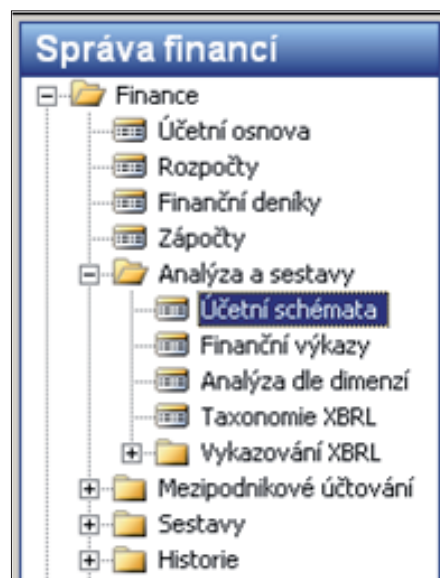 Správa financí
Finance
Účetní osnova
Rozpočty
Finanční deníky
Zápočty
Analýza a sestavy
Účetní schémata
Finanční výkazy
Analýza dle dimenzí
Taxonomie XBRL
Vykazování XBRL
Mezipodnikové účtování
Sestavy
Historie